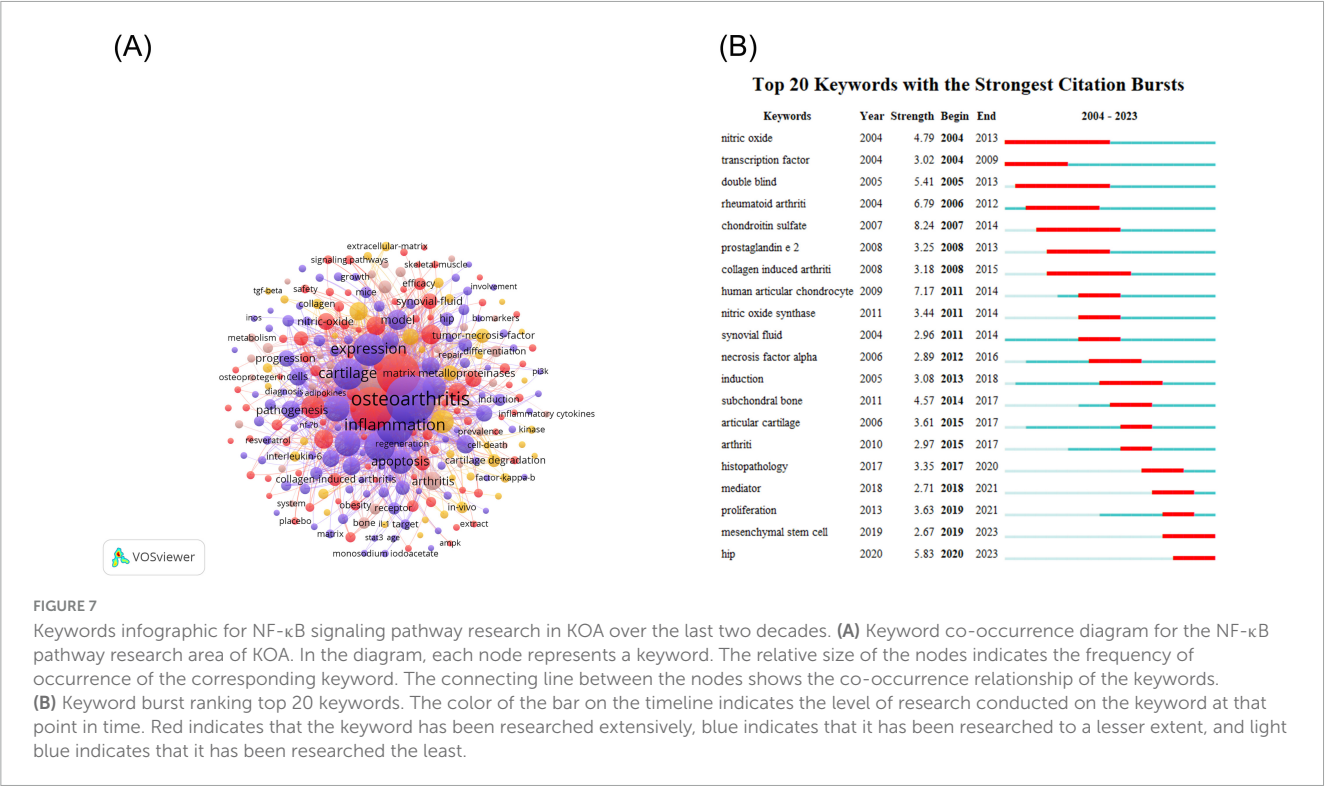 (A)
(B)
extracellular-matrix
signaling pathways
skeletal-muscle
growth
efficacy
involvement
tgf-beta
safety
mice
collagen
synovial-fluid
inos
nitric-oxide
model
hip
biomarkers
metabolism
tumor-necrosis-factor
expression
progression
repair
differentiation
osteoprotegerin
cells
cartilage
matrix metalloproteinases
pi3k
diagnosis
adipokines
osteoarthritis
induction
pathogenesis
inflammatory cytokines
nf-?b
inflammation
prevalence
kinase
resveratrol
regeneration
cell-death
interleukin-6
apoptosis
cartilage degradation
collagen-induced arthritis
arthritis
factor-kappa-b
system
obesity
receptor
in-vivo
placebo
bone
il-1
target
extract
matrix
stat3
age
ampk
monosodium iodoacetate
VOSviewer
Top 20 Keywords with the Strongest Citation Bursts
Keywords Year Strength Begin End 2004 - 2023
nitric oxide 2004 4.79 2004 2013
transcription factor 2004 3.02 2004 2009
double blind 2005 5.41 2005 2013
rheumatoid arthriti 2004 6.79 2006 2012
chondroitin sulfate 2007 8.24 2007 2014
prostaglandin e 2 2008 3.25 2008 2013
collagen induced arthriti 2008 3.18 2008 2015
human articular chondrocyte 2009 7.17 2011 2014
nitric oxide synthase 2011 3.44 2011 2014
synovial fluid 2004 2.96 2011 2014
necrosis factor alpha 2006 2.89 2012 2016
induction 2005 3.08 2013 2018
subchondral bone 2011 4.57 2014 2017
articular cartilage 2006 3.61 2015 2017
arthriti 2010 2.97 2015 2017
histopathology 2017 3.35 2017 2020
mediator 2018 2.71 2018 2021
proliferation 2013 3.63 2019 2021
mesenchymal stem cell 2019 2.67 2019 2023
hip 2020 5.83 2020 2023
FIGURE 7
Keywords infographic for NF-κB signaling pathway research in KOA over the last two decades. (A) Keyword co-occurrence diagram for the NF-κB
pathway research area of KOA. In the diagram, each node represents a keyword. The relative size of the nodes indicates the frequency of
occurrence of the corresponding keyword. The connecting line between the nodes shows the co-occurrence relationship of the keywords.
(B) Keyword burst ranking top 20 keywords. The color of the bar on the timeline indicates the level of research conducted on the keyword at that
point in time. Red indicates that the keyword has been researched extensively, blue indicates that it has been researched to a lesser extent, and light
blue indicates that it has been researched the least.